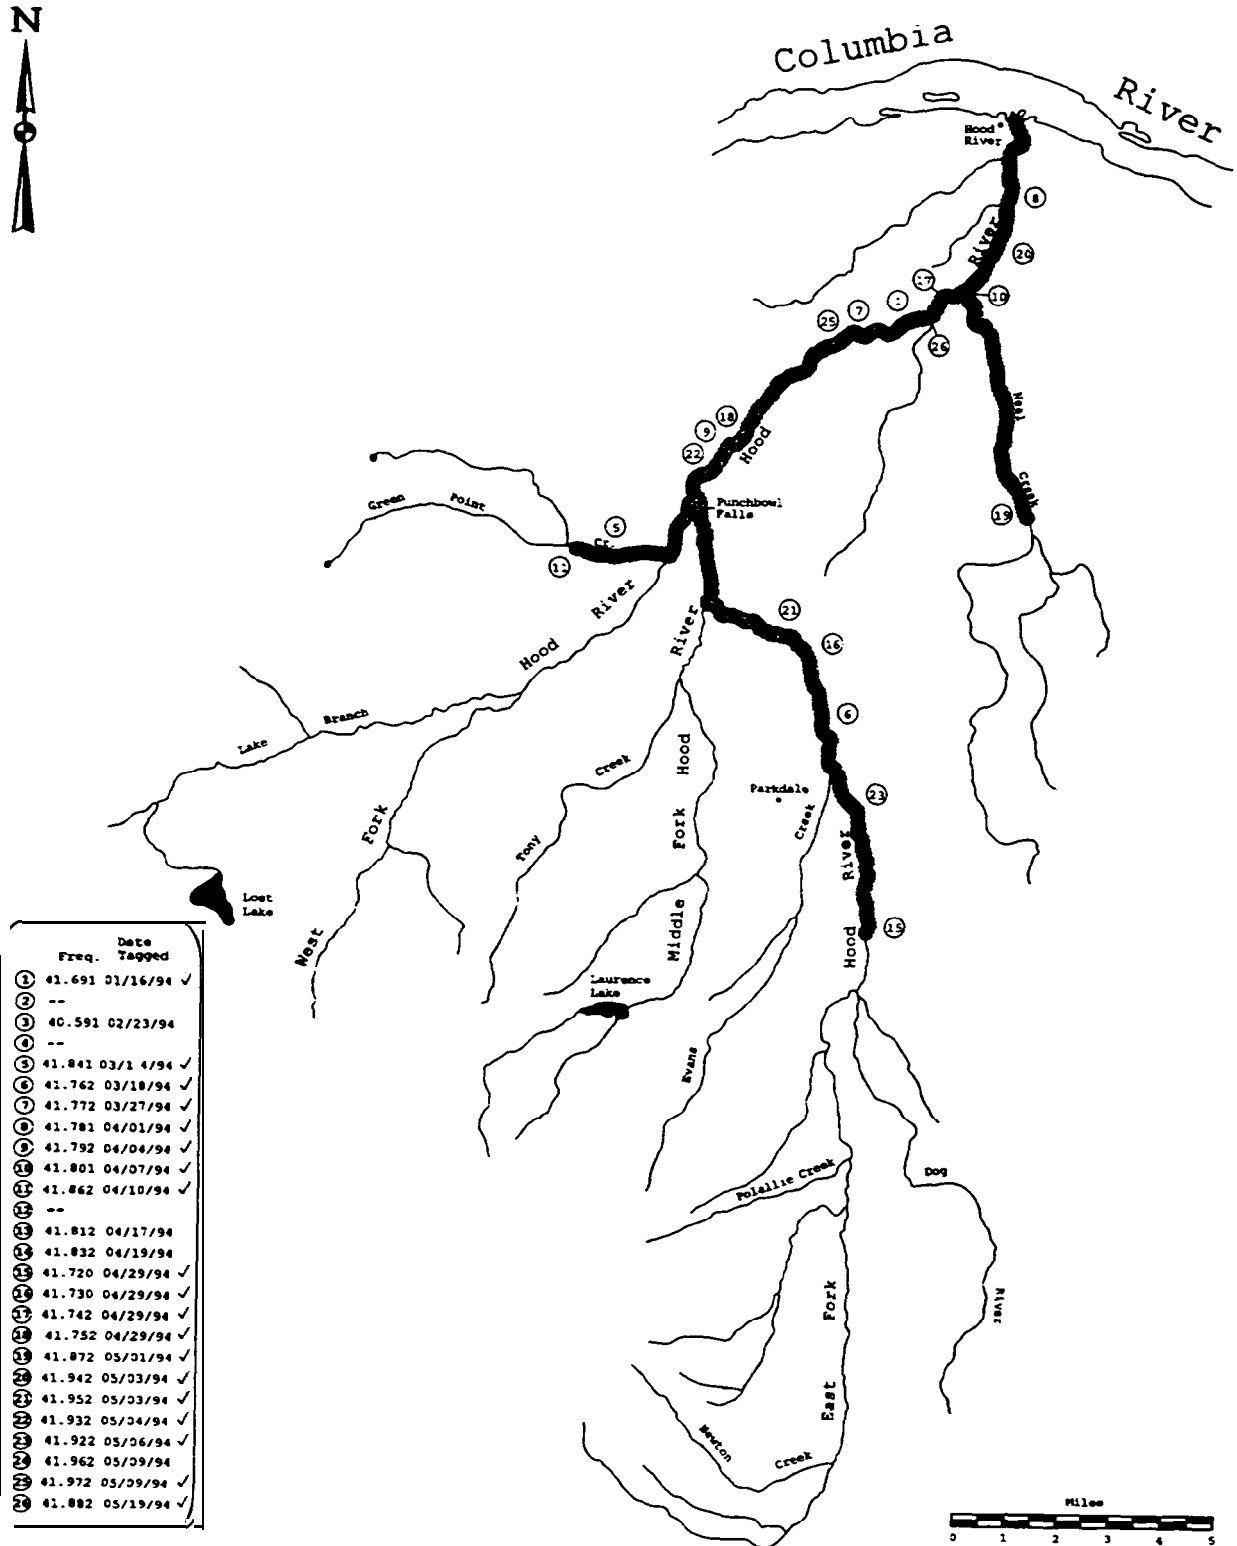 N
Columbia
River
Hood
River
8
River
20
17
10
1
7
25
26
Neal
Creek
18
9
22
Hood
19
Green
Point
Cr.
5
11
Punchbowl
Falls
River
Hood
21
16
River
6
Branch
Lake
Creek
Hood
Parkdale
23
Creek
Tony
Fork
Fork
River
Lost
Lake
West
Middle
Hood
15
Laurence
Lake
Evans
Polallie Creek
Dog
River
Fork
East
Newton
Creek
Date
Freq. Tagged
1 41.691 01/16/94 ✓
2 --
3 40.591 02/23/94
4 --
5 41.841 03/1 4/94 ✓
6 41.762 03/18/94 ✓
7 41.772 03/27/94 ✓
8 41.781 04/01/94 ✓
9 41.792 04/04/94 ✓
10 41.801 04/07/94 ✓
11 41.862 04/10/94 ✓
12 --
13 41.812 04/17/94
14 41.832 04/19/94
15 41.720 04/29/94 ✓
16 41.730 04/29/94 ✓
17 41.742 04/29/94 ✓
18 41.752 04/29/94 ✓
19 41.872 05/01/94 ✓
20 41.942 05/03/94 ✓
21 41.952 05/03/94 ✓
22 41.932 05/04/94 ✓
23 41.922 05/06/94 ✓
24 41.962 05/09/94
25 41.972 05/09/94 ✓
26 41.882 05/19/94 ✓
Miles
0 1 2 3 4 5